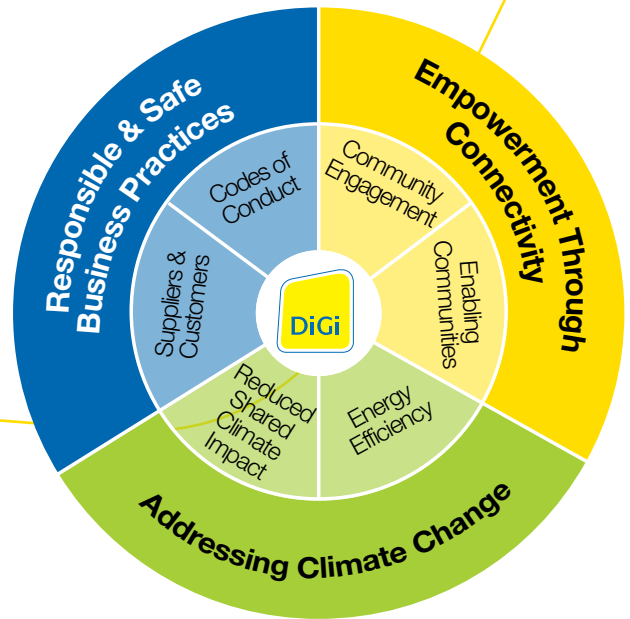 Responsible & Safe
Business Practices
Empowerment Through
Connectivity
Codes of
Conduct
Community
Engagement
Suppliers &
Customers
Enabling
Communities
DiGi
Reduced
Shared
Climate
Impact
Energy
Efficiency
Addressing Climate Change